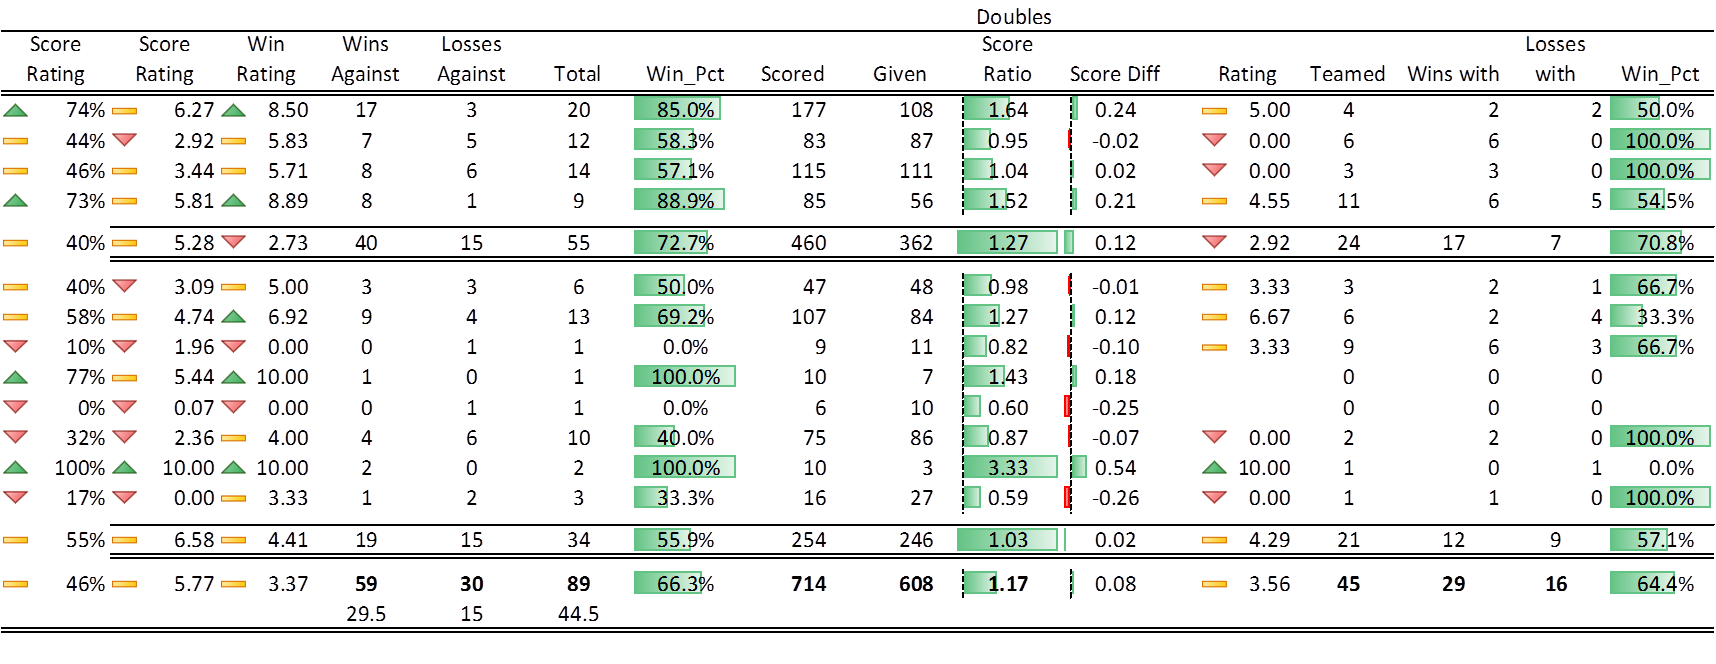 Doubles
Score Score Win Wins Losses Score Losses
Rating Rating Rating Against Against Total Win_Pct Scored Given Ratio Score Diff Rating Teamed Wins with with Win_Pct
74% 6.27 8.50 17 3 20 85.0% 177 108 1.64 0.24 5.00 4 2 2 50.0%
44% 2.92 5.83 7 5 12 58.3% 83 87 0.95 -0.02 0.00 6 6 0 100.0%
46% 3.44 5.71 8 6 14 57.1% 115 111 1.04 0.02 0.00 3 3 0 100.0%
73% 5.81 8.89 8 1 9 88.9% 85 56 1.52 0.21 4.55 11 6 5 54.5%
40% 5.28 2.73 40 15 55 72.7% 460 362 1.27 0.12 2.92 24 17 7 70.8%
40% 3.09 5.00 3 3 6 50.0% 47 48 0.98 -0.01 3.33 3 2 1 66.7%
58% 4.74 6.92 9 4 13 69.2% 107 84 1.27 0.12 6.67 6 2 4 33.3%
10% 1.96 0.00 0 1 1 0.0% 9 11 0.82 -0.10 3.33 9 6 3 66.7%
77% 5.44 10.00 1 0 1 100.0% 10 7 1.43 0.18 0 0 0
0% 0.07 0.00 0 1 1 0.0% 6 10 0.60 -0.25 0 0 0
32% 2.36 4.00 4 6 10 40.0% 75 86 0.87 -0.07 0.00 2 2 0 100.0%
100% 10.00 10.00 2 0 2 100.0% 10 3 3.33 0.54 10.00 1 0 1 0.0%
17% 0.00 3.33 1 2 3 33.3% 16 27 0.59 -0.26 0.00 1 1 0 100.0%
55% 6.58 4.41 19 15 34 55.9% 254 246 1.03 0.02 4.29 21 12 9 57.1%
46% 5.77 3.37 59 30 89 66.3% 714 608 1.17 0.08 3.56 45 29 16 64.4%
29.5 15 44.5